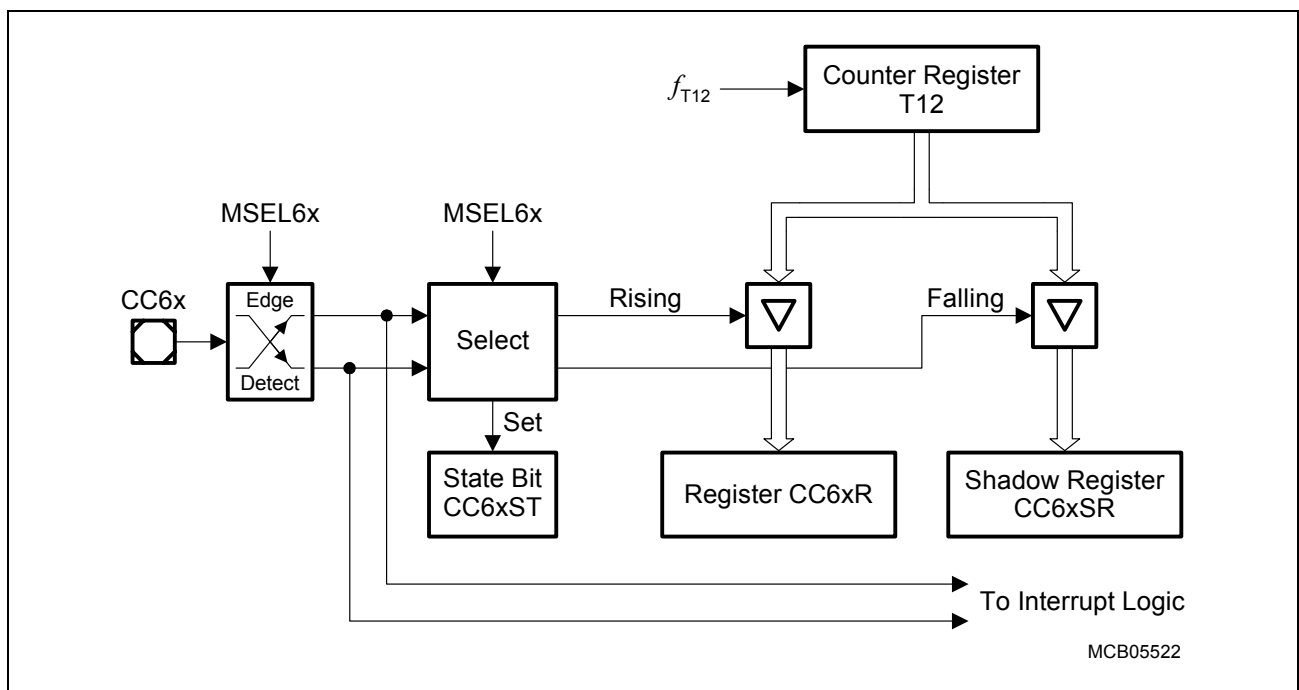 Counter Register
T12
fT12
MSEL6x
MSEL6x
CC6x
Edge
Detect
Select
Rising
Falling
Set
State Bit
CC6xST
Register CC6xR
Shadow Register
CC6xSR
To Interrupt Logic
MCB05522